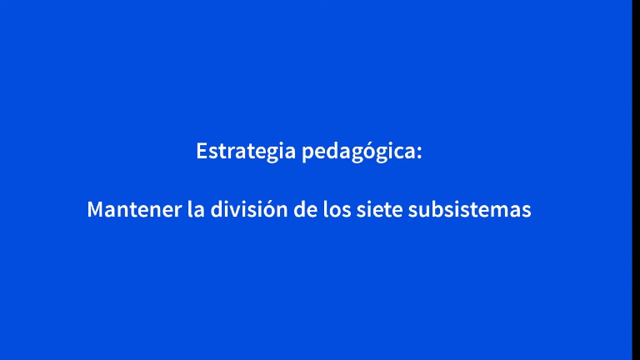 Estrategia pedagógica:
Mantener la división de los siete subsistemas